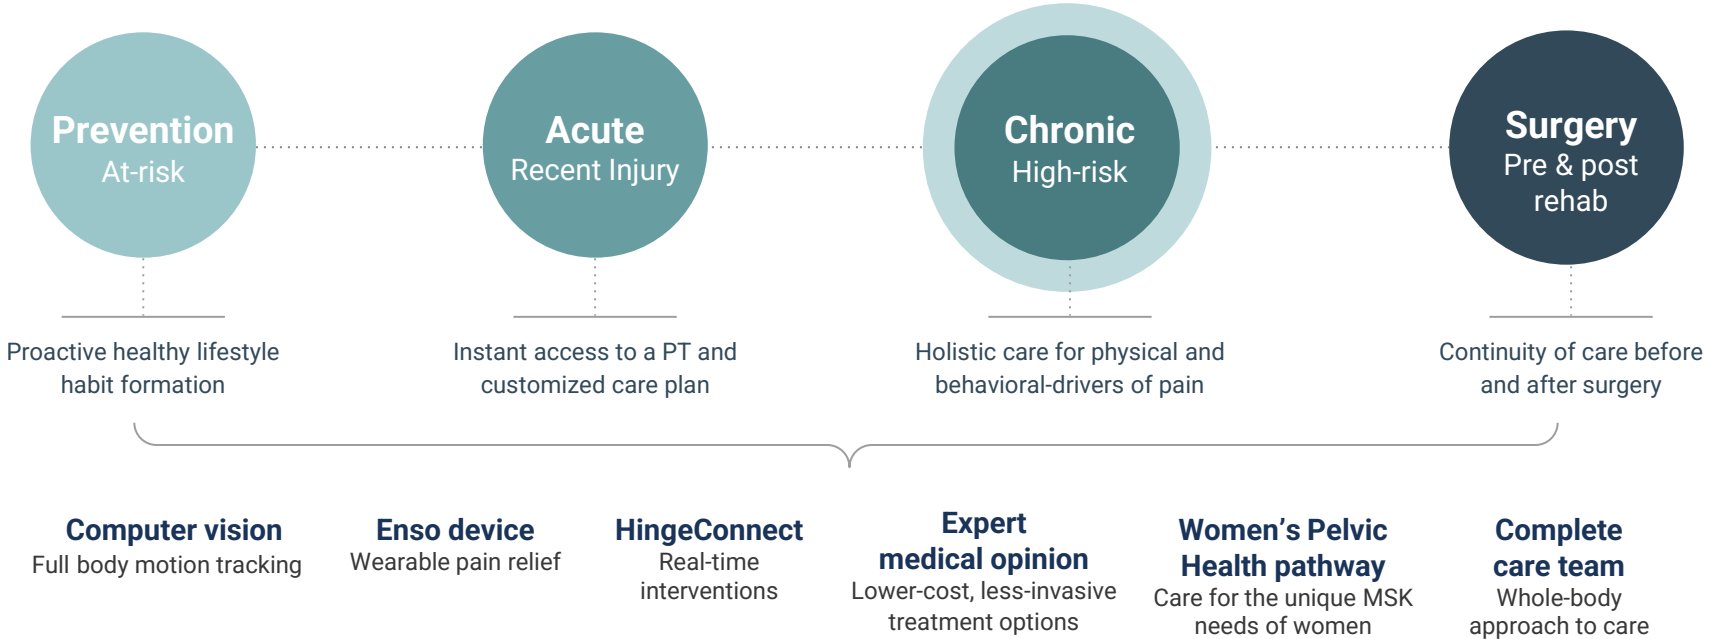 Prevention
At-risk
Acute
Recent Injury
Chronic
High-risk
Surgery
Pre & post
rehab
Proactive healthy lifestyle
habit formation
Instant access to a PT and
customized care plan
Holistic care for physical and
behavioral-drivers of pain
Continuity of care before
and after surgery
Computer vision
Full body motion tracking
Enso device
Wearable pain relief
HingeConnect
Real-time
interventions
Expert
medical opinion
Lower-cost, less-invasive
treatment options
Women’s Pelvic
Health pathway
Care for the unique MSK
needs of women
Complete
care team
Whole-body
approach to care